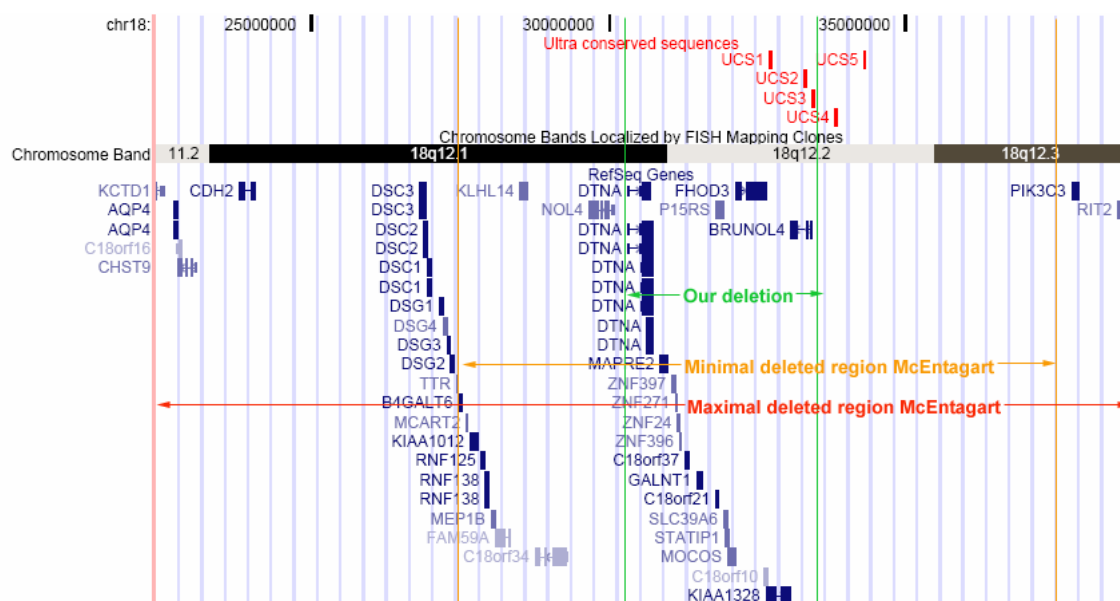 chr18: 25000000 30000000 35000000
Ultra conserved sequences
UCS1 UCS5
UCS2
UCS3
UCS4
Chromosome Bands Localized by FISH Mapping Clones
Chromosome Band 11.2 18q12.1 18q12.2 18q12.3
RefSeq Genes
KCTD1 CDH2 DSC3 KLHL14 DTNA FHOD3 PIK3C3
AQP4 DSC3 NOL4 P15RS RIT2
AQP4 DSC2 DTNA BRUNOL4
C18orf16 DSC2 DTNA
CHST9 DSC1 DTNA
DSC1 DTNA
Our deletion
DSG1 DTNA
DSG4 DTNA
DSG3 DTNA
DSG2 MAPRE2 Minimal deleted region McEntagart
TTR ZNF397
B4GALT6 ZNF271 Maximal deleted region McEntagart
MCART2 ZNF24
KIAA1012 ZNF396
RNF125 C18orf37
RNF138 GALNT1
RNF138 C18orf21
MEP1B SLC39A6
FAM59A STATIP1
C18orf34 MOCOS
C18orf10
KIAA1328